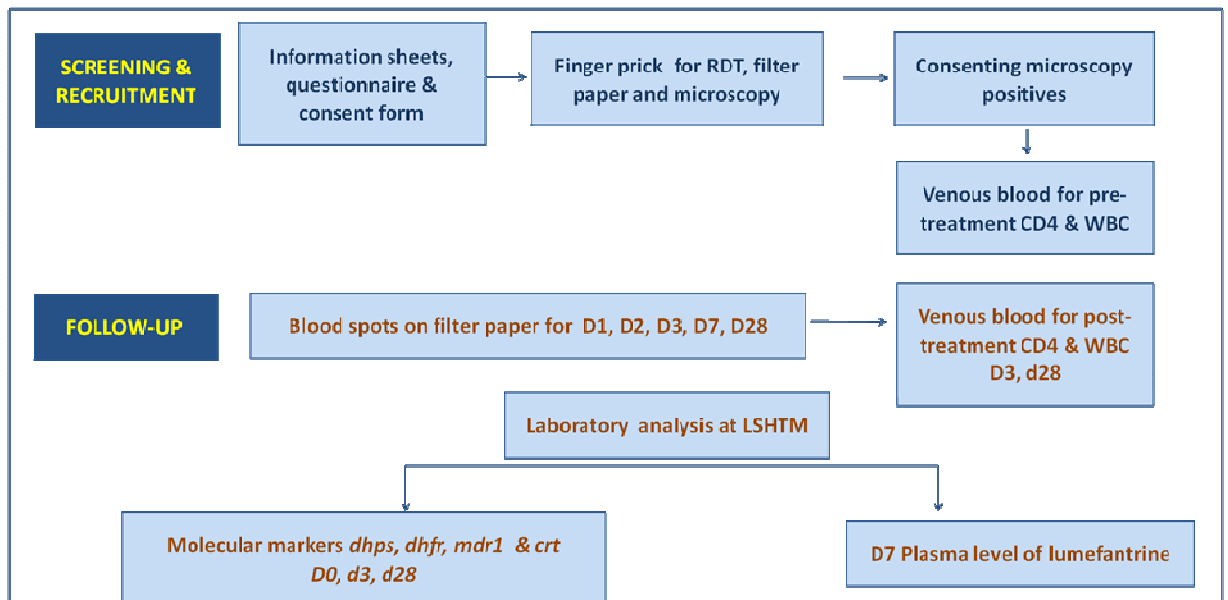 SCREENING &
RECRUITMENT
Information sheets,
questionnaire &
consent form
Finger prick for RDT, filter
paper and microscopy
Consenting microscopy
positives
Venous blood for pre-
treatment CD4 & WBC
FOLLOW-UP
Blood spots on filter paper for D1, D2, D3, D7, D28
Venous blood for post-
treatment CD4 & WBC
D3, d28
Laboratory analysis at LSHTM
Molecular markers dhps, dhfr, mdr1 & crt
D0, d3, d28
D7 Plasma level of lumefantrine